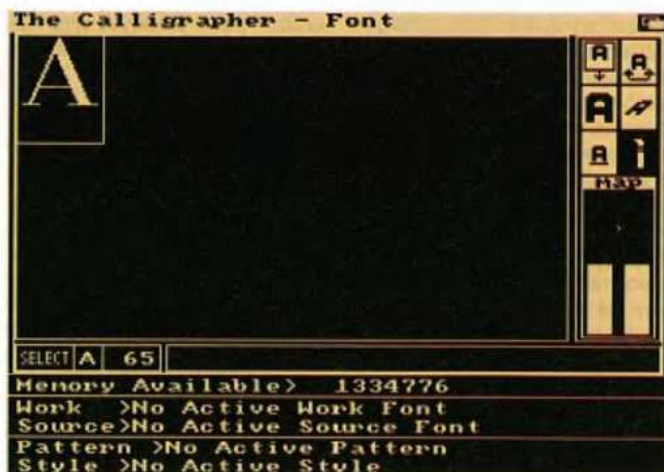 The Calligrapher - Font
A
A A
A A
A i
Map
SELECT A 65
Memory Available> 1334776
Work >No Active Work Font
Source>No Active Source Font
Pattern >No Active Pattern
Style >No Active Style